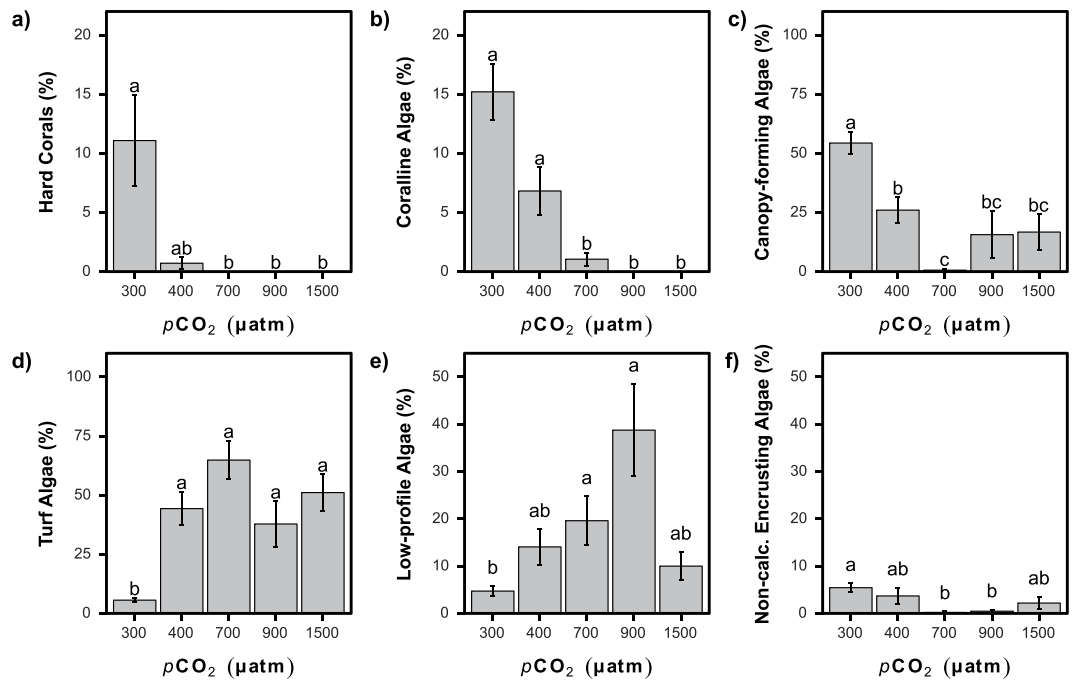 a)
Hard Corals (%)
20
15
10
5
0
a
ab
b
b
b
300 400 700 900 1500
pCO₂ (µatm)
b)
Coralline Algae (%)
20
15
10
5
0
a
a
b
b
b
300 400 700 900 1500
pCO₂ (µatm)
c)
Canopy-forming Algae (%)
100
75
50
25
0
a
b
c
bc
bc
300 400 700 900 1500
pCO₂ (µatm)
d)
Turf Algae (%)
100
75
50
25
0
b
a
a
a
a
300 400 700 900 1500
pCO₂ (µatm)
e)
Low-profile Algae (%)
50
40
30
20
10
0
b
ab
a
a
ab
300 400 700 900 1500
pCO₂ (µatm)
f)
Non-calc. Encrusting Algae (%)
50
40
30
20
10
0
a
ab
b
b
ab
300 400 700 900 1500
pCO₂ (µatm)